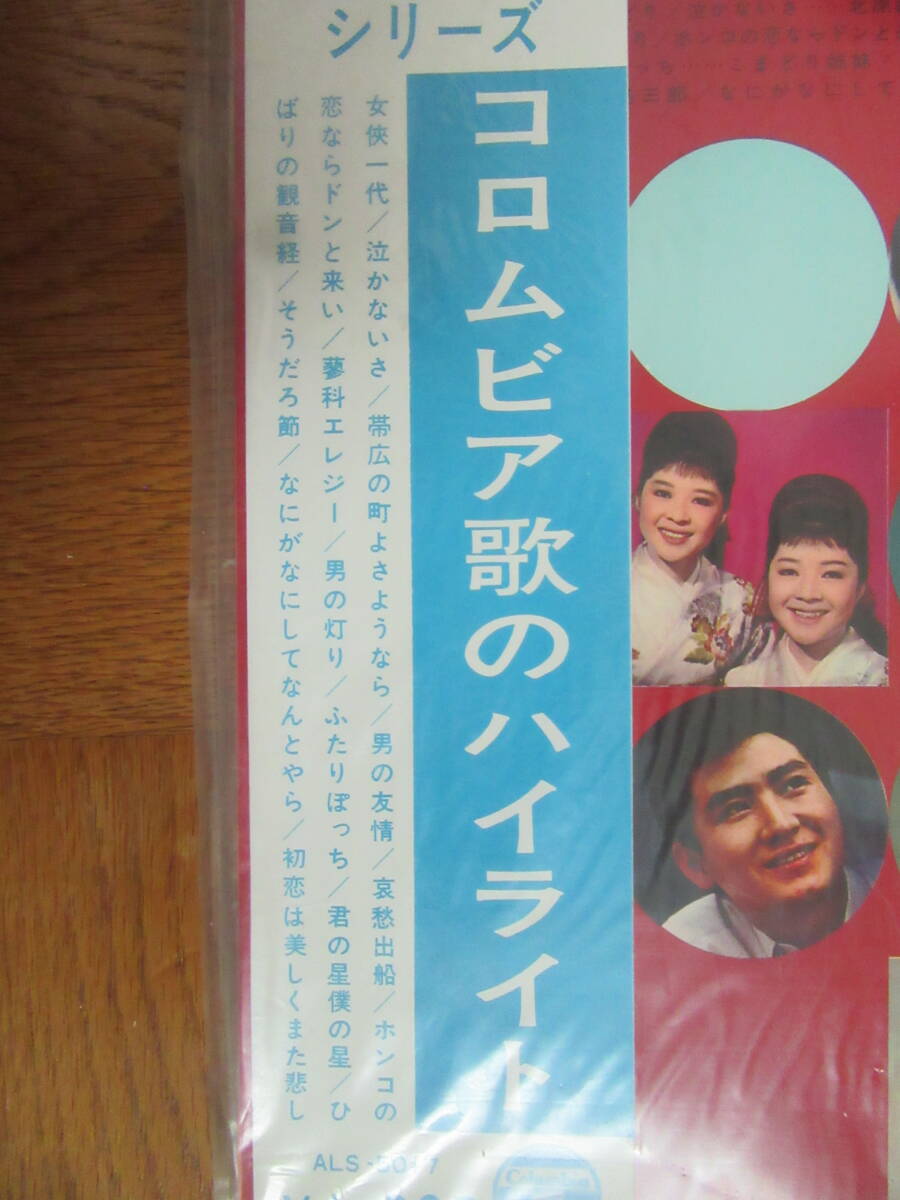 シリーズ
コロムビア歌のハイライト
女侠一代/泣かないさ/帯広の町よさようなら/男の友情/哀愁出船/ホンコの
恋ならドンと来い/蓼科エレジー/男の灯り/ふたりぽっち/君の星僕の星/ひ
ばりの観音経/そうだろ節/なにがなにしてなんとやら/初恋は美しくまた悲し
ALS-